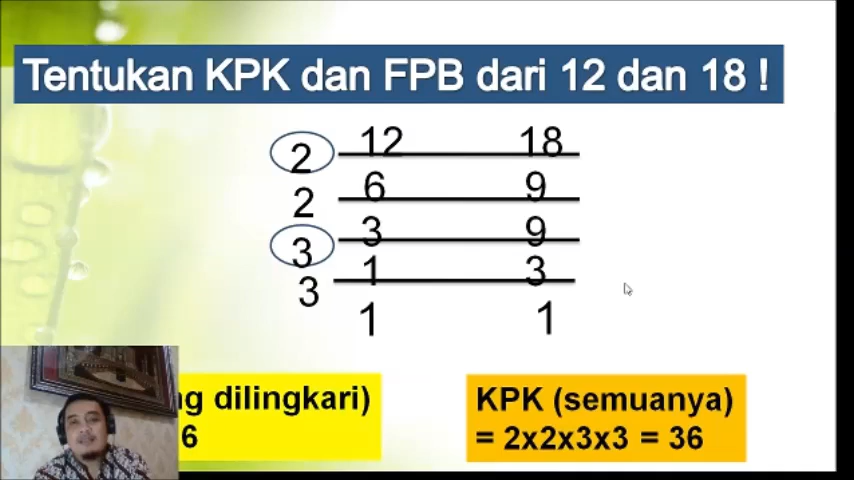 Tentukan KPK dan FPB dari 12 dan 18 !
2 12 18
2 6 9
3 3 9
3 1 3
1 1
dilingkari)
6
KPK (semuanya)
= 2x2x3x3 = 36